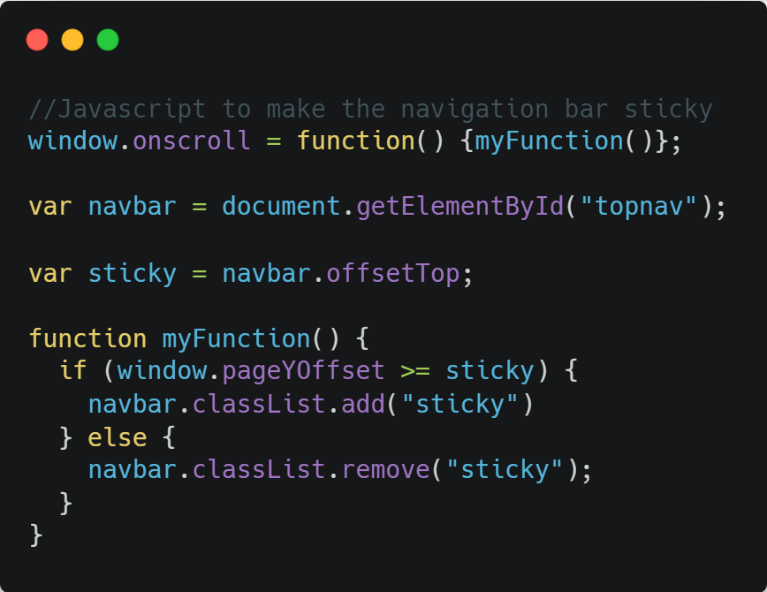 //Javascript to make the navigation bar sticky
window.onscroll = function() {myFunction()};
var navbar = document.getElementById("topnav");
var sticky = navbar.offsetTop;
function myFunction() {
  if (window.pageYOffset >= sticky) {
    navbar.classList.add("sticky")
  } else {
    navbar.classList.remove("sticky");
  }
}